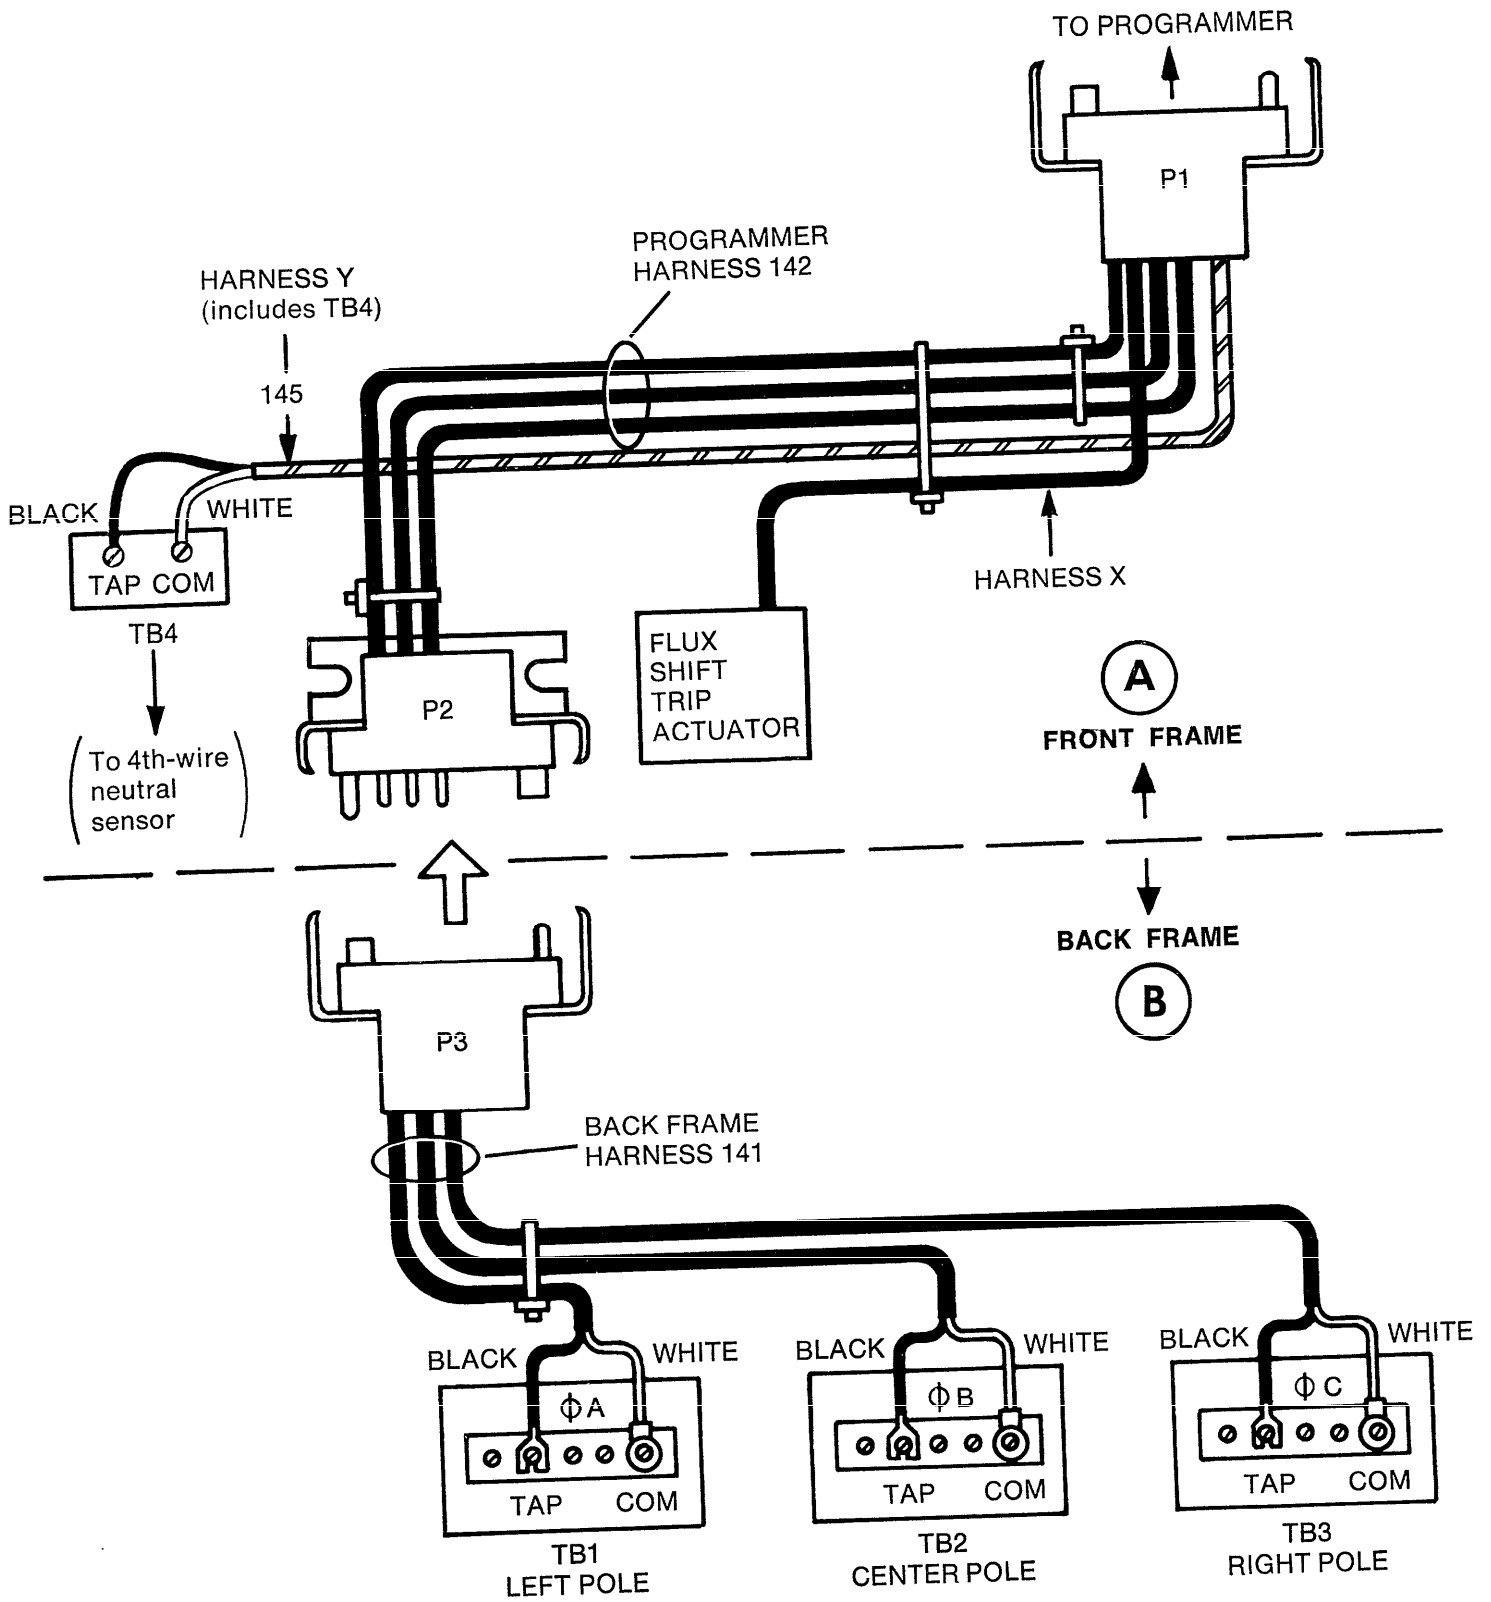 TO PROGRAMMER
P1
PROGRAMMER
HARNESS 142
HARNESS Y
(includes TB4)
145
BLACK
WHITE
TAP COM
TB4
(To 4th-wire
neutral
sensor)
HARNESS X
FLUX
SHIFT
TRIP
ACTUATOR
P2
A
FRONT FRAME
BACK FRAME
B
P3
BACK FRAME
HARNESS 141
BLACK
WHITE
ΦA
TAP COM
TB1
LEFT POLE
BLACK
WHITE
ΦB
TAP COM
TB2
CENTER POLE
BLACK
WHITE
ΦC
TAP COM
TB3
RIGHT POLE